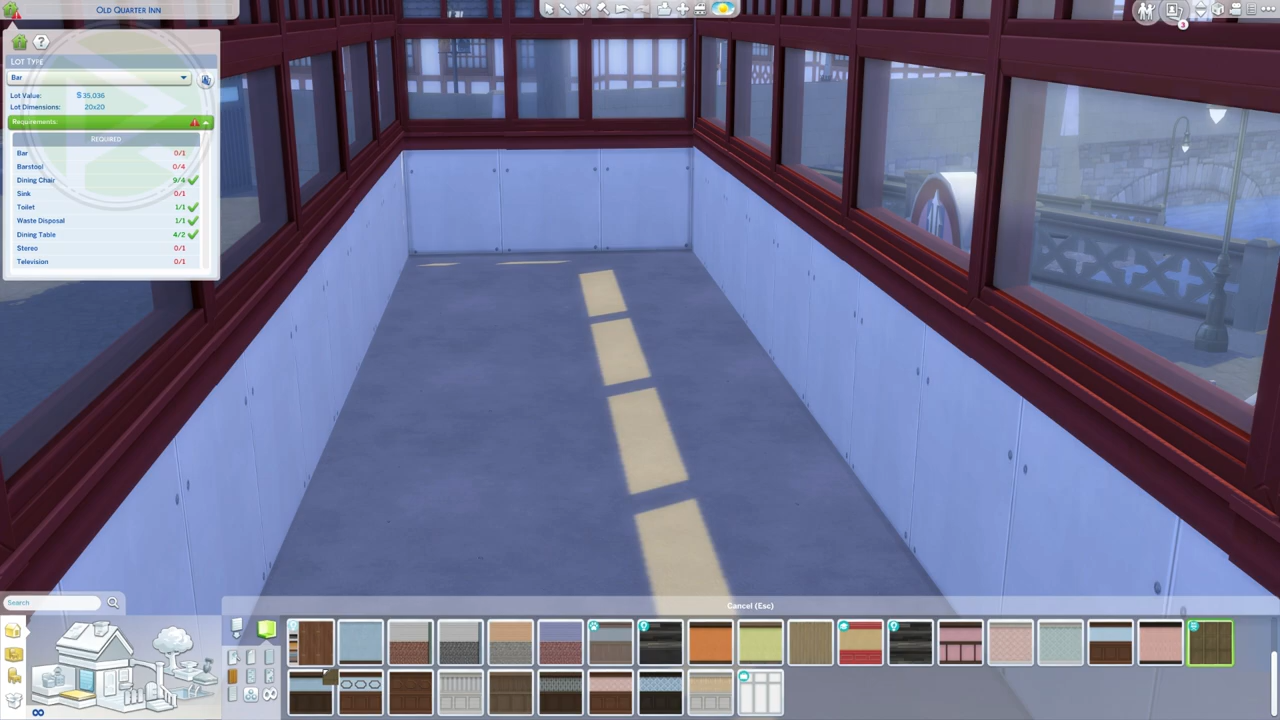 Old Quarter Inn
3
Lot Type
Bar
Lot Value: §35,036
Lot Dimensions: 20x20
Requirements:
Required
Bar 0/1
Barstool 0/4
Dining Chair 9/4
Sink 0/1
Toilet 1/1
Waste Disposal 1/1
Dining Table 4/2
Stereo 0/1
Television 0/1
Search
Cancel (Esc)